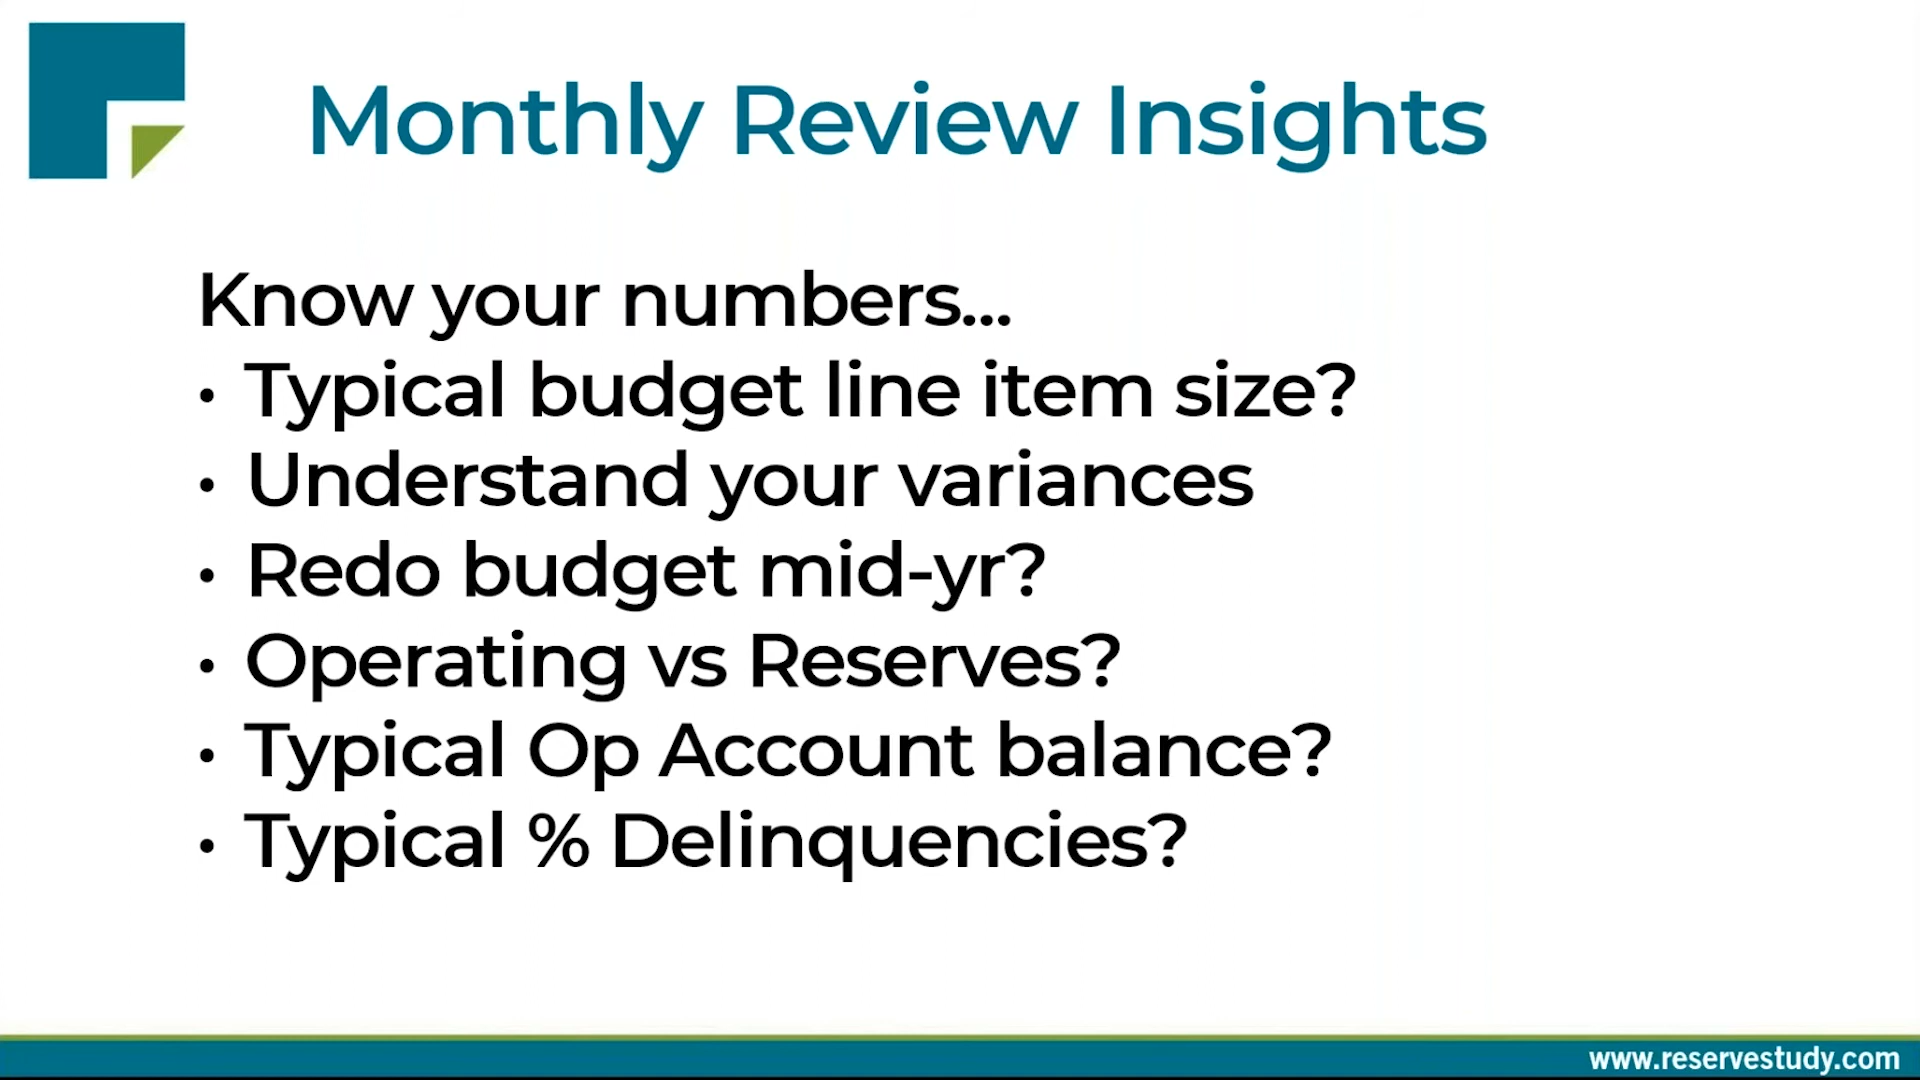 Monthly Review Insights
Know your numbers...
• Typical budget line item size?
• Understand your variances
• Redo budget mid-yr?
• Operating vs Reserves?
• Typical Op Account balance?
• Typical % Delinquencies?
www.reservestudy.com